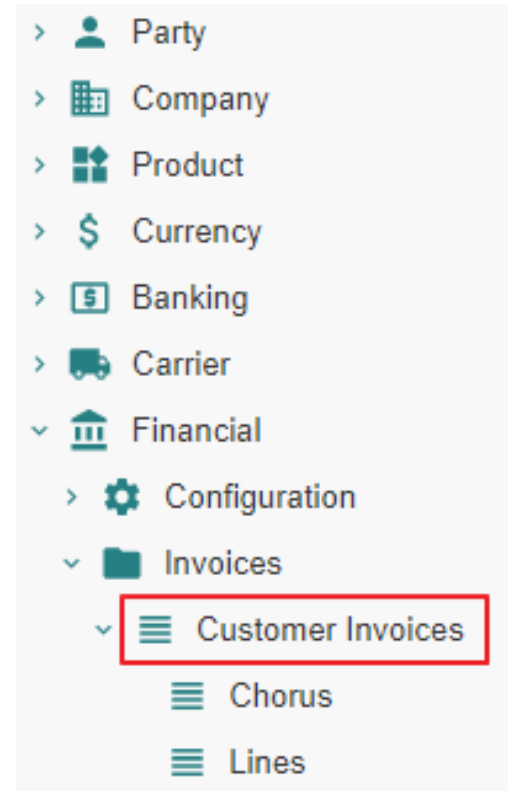 Party
Company
Product
Currency
Banking
Carrier
Financial
Configuration
Invoices
Customer Invoices
Chorus
Lines